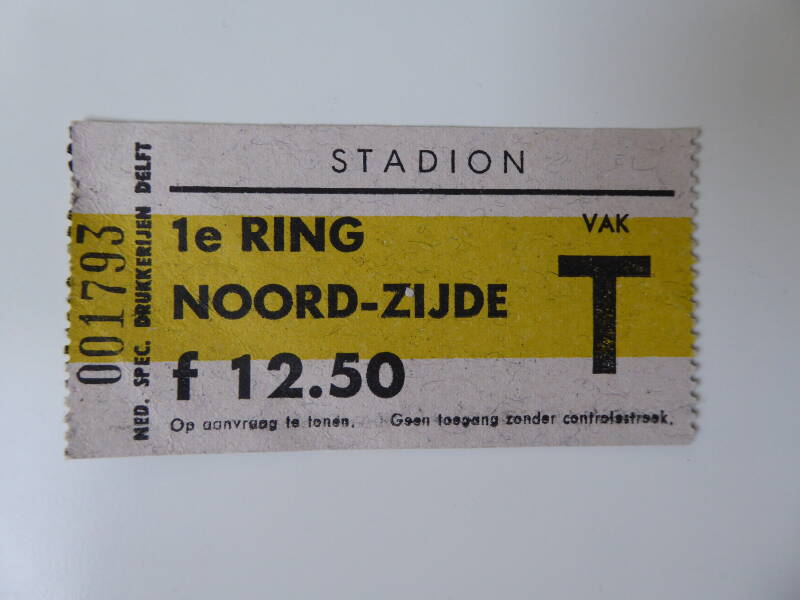 STADION
1e RING
NOORD-ZIJDE
f 12.50
VAK
T
Op aanvraag te tonen. Geen toegang zonder controlestrook.
NED. SPEC. DRUKKERIJEN DELFT
001793